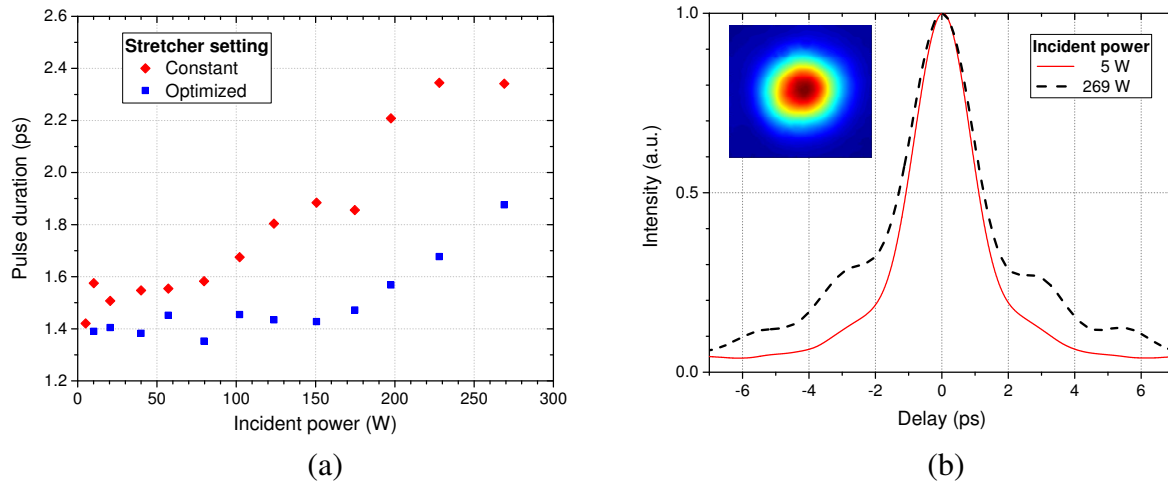 2.6
2.4
2.2
2.0
1.8
1.6
1.4
1.2
Pulse duration (ps)
Stretcher setting
Constant
Optimized
0 50 100 150 200 250 300
Incident power (W)
(a)
1.0
0.5
0.0
Intensity (a.u.)
Incident power
5 W
269 W
-6 -4 -2 0 2 4 6
Delay (ps)
(b)